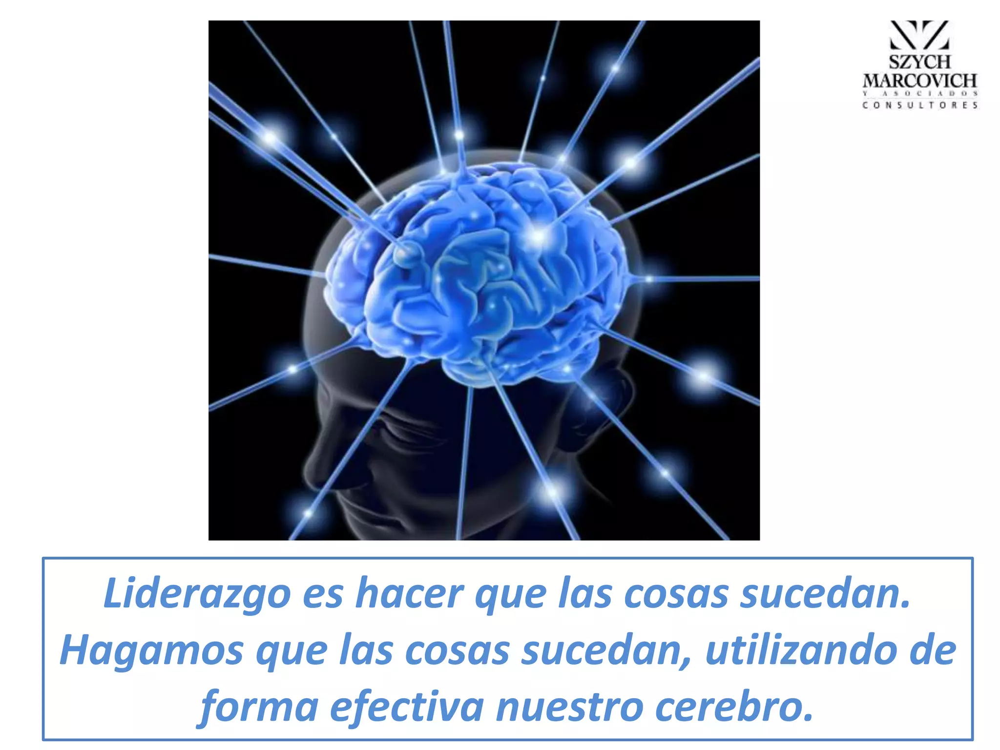 SZYCH
MARCOVICH
Y ASOCIADOS
CONSULTORES
Liderazgo es hacer que las cosas sucedan.
Hagamos que las cosas sucedan, utilizando de
forma efectiva nuestro cerebro.